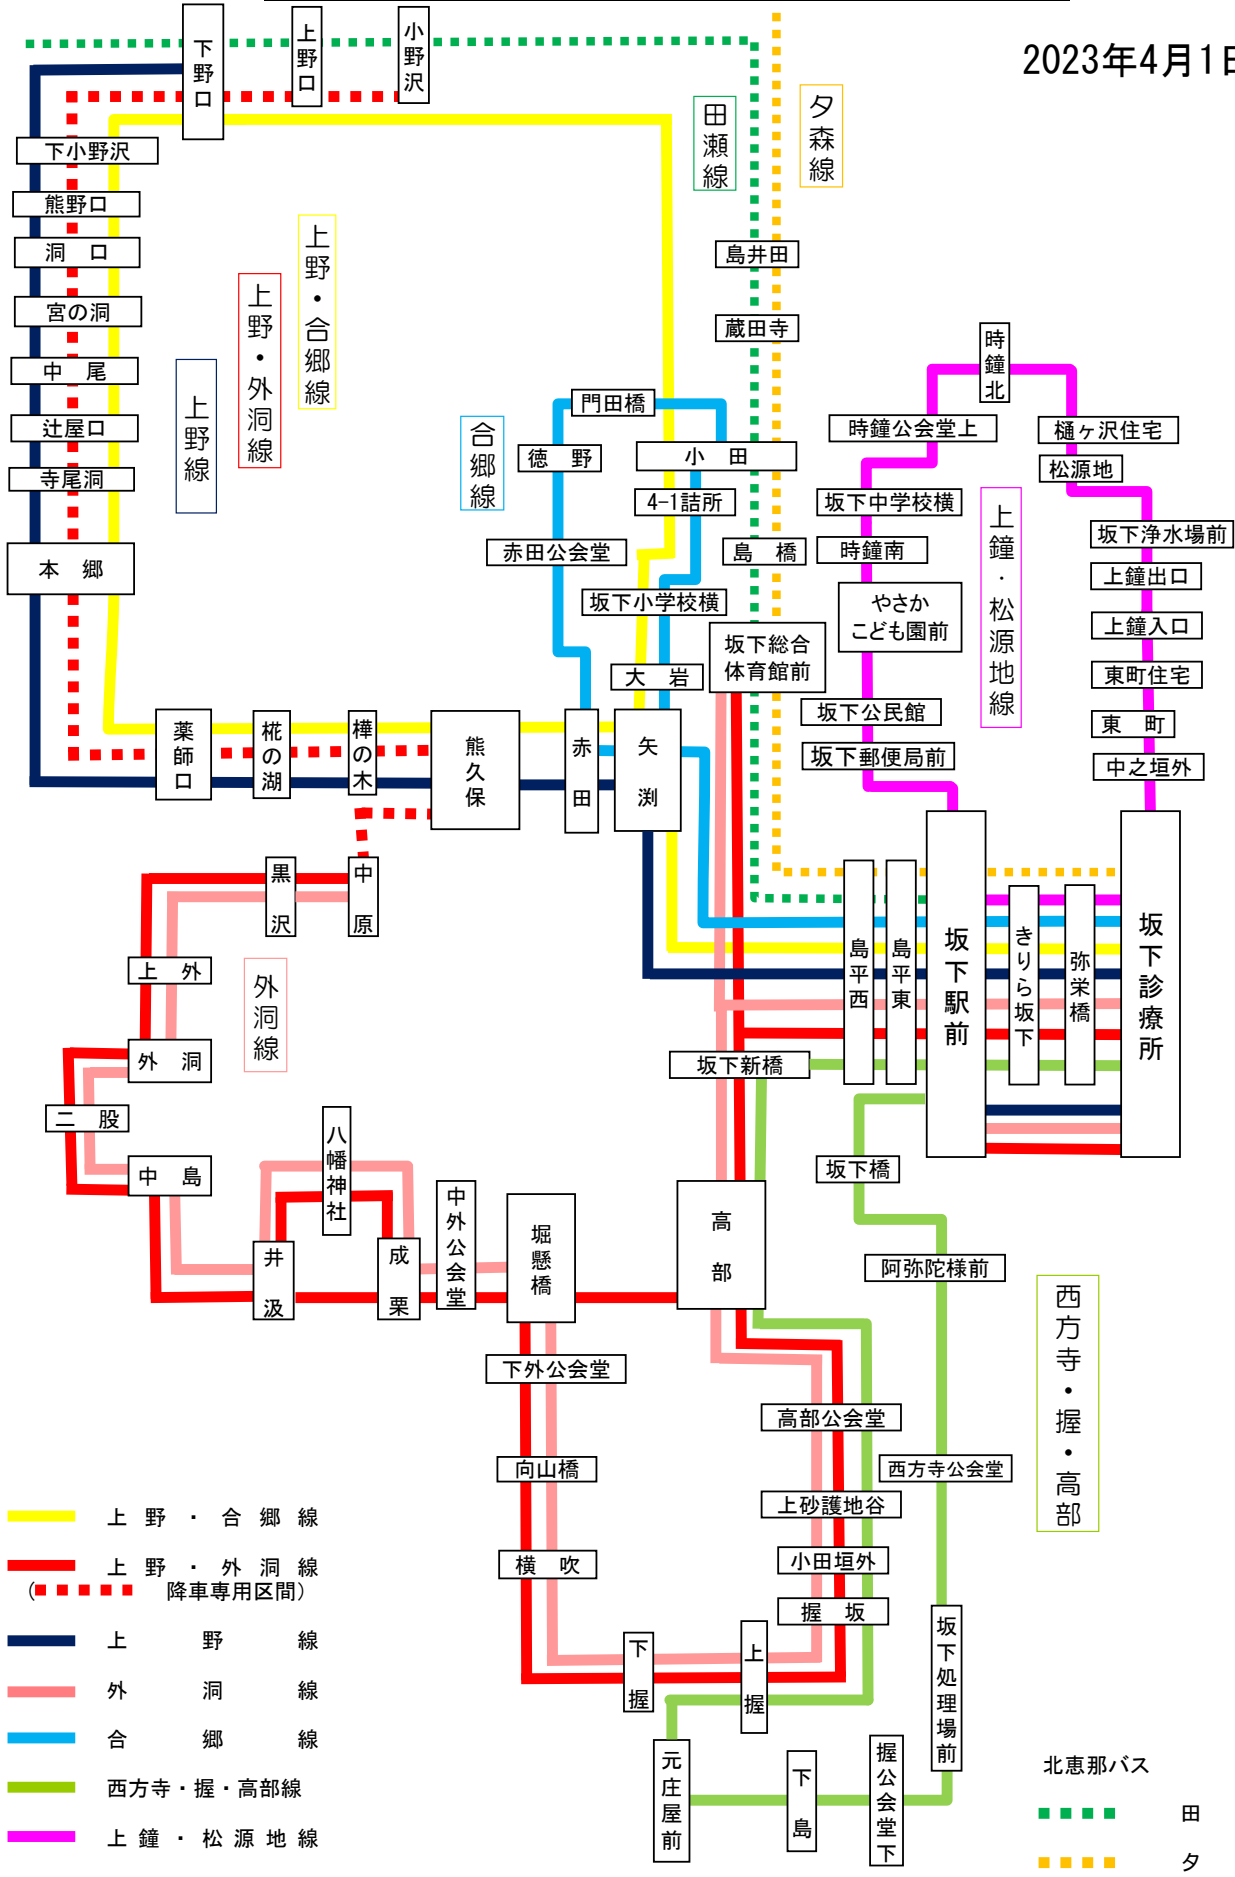 2023年4月1日
下野口
上野口
小野沢
田瀬線
夕森線
下小野沢
熊野口
洞 口
宮の洞
中 尾
辻屋口
寺尾洞
本 郷
上野・合郷線
上野・外洞線
上野線
合郷線
島井田
蔵田寺
島 橋
坂下総合
体育館前
門田橋
徳 野
小 田
4-1詰所
赤田公会堂
坂下小学校横
大 岩
時鐘北
時鐘公会堂上
樋ヶ沢住宅
松源地
坂下中学校横
時鐘南
やさか
こども園前
坂下公民館
坂下郵便局前
上鐘・松源地線
坂下浄水場前
上鐘出口
上鐘入口
東町住宅
東 町
中之垣外
薬師口
椛の湖
樺の木
熊久保
赤田
矢渕
黒沢
中原
上 外
外洞線
外 洞
二 股
中 島
島平西
島平東
坂下駅前
きりら坂下
弥栄橋
坂下診療所
坂下新橋
八幡神社
井汲
成栗
中外公会堂
堀懸橋
高部
坂下橋
阿弥陀様前
西方寺・握・高部
下外公会堂
向山橋
横 吹
高部公会堂
上砂護地谷
小田垣外
握 坂
西方寺公会堂
下握
上握
坂下処理場前
元庄屋前
下島
握公会堂下
上野・合郷線
上野・外洞線
(降車専用区間)
上野線
外洞線
合郷線
西方寺・握・高部線
上鐘・松源地線
北恵那バス
田
夕